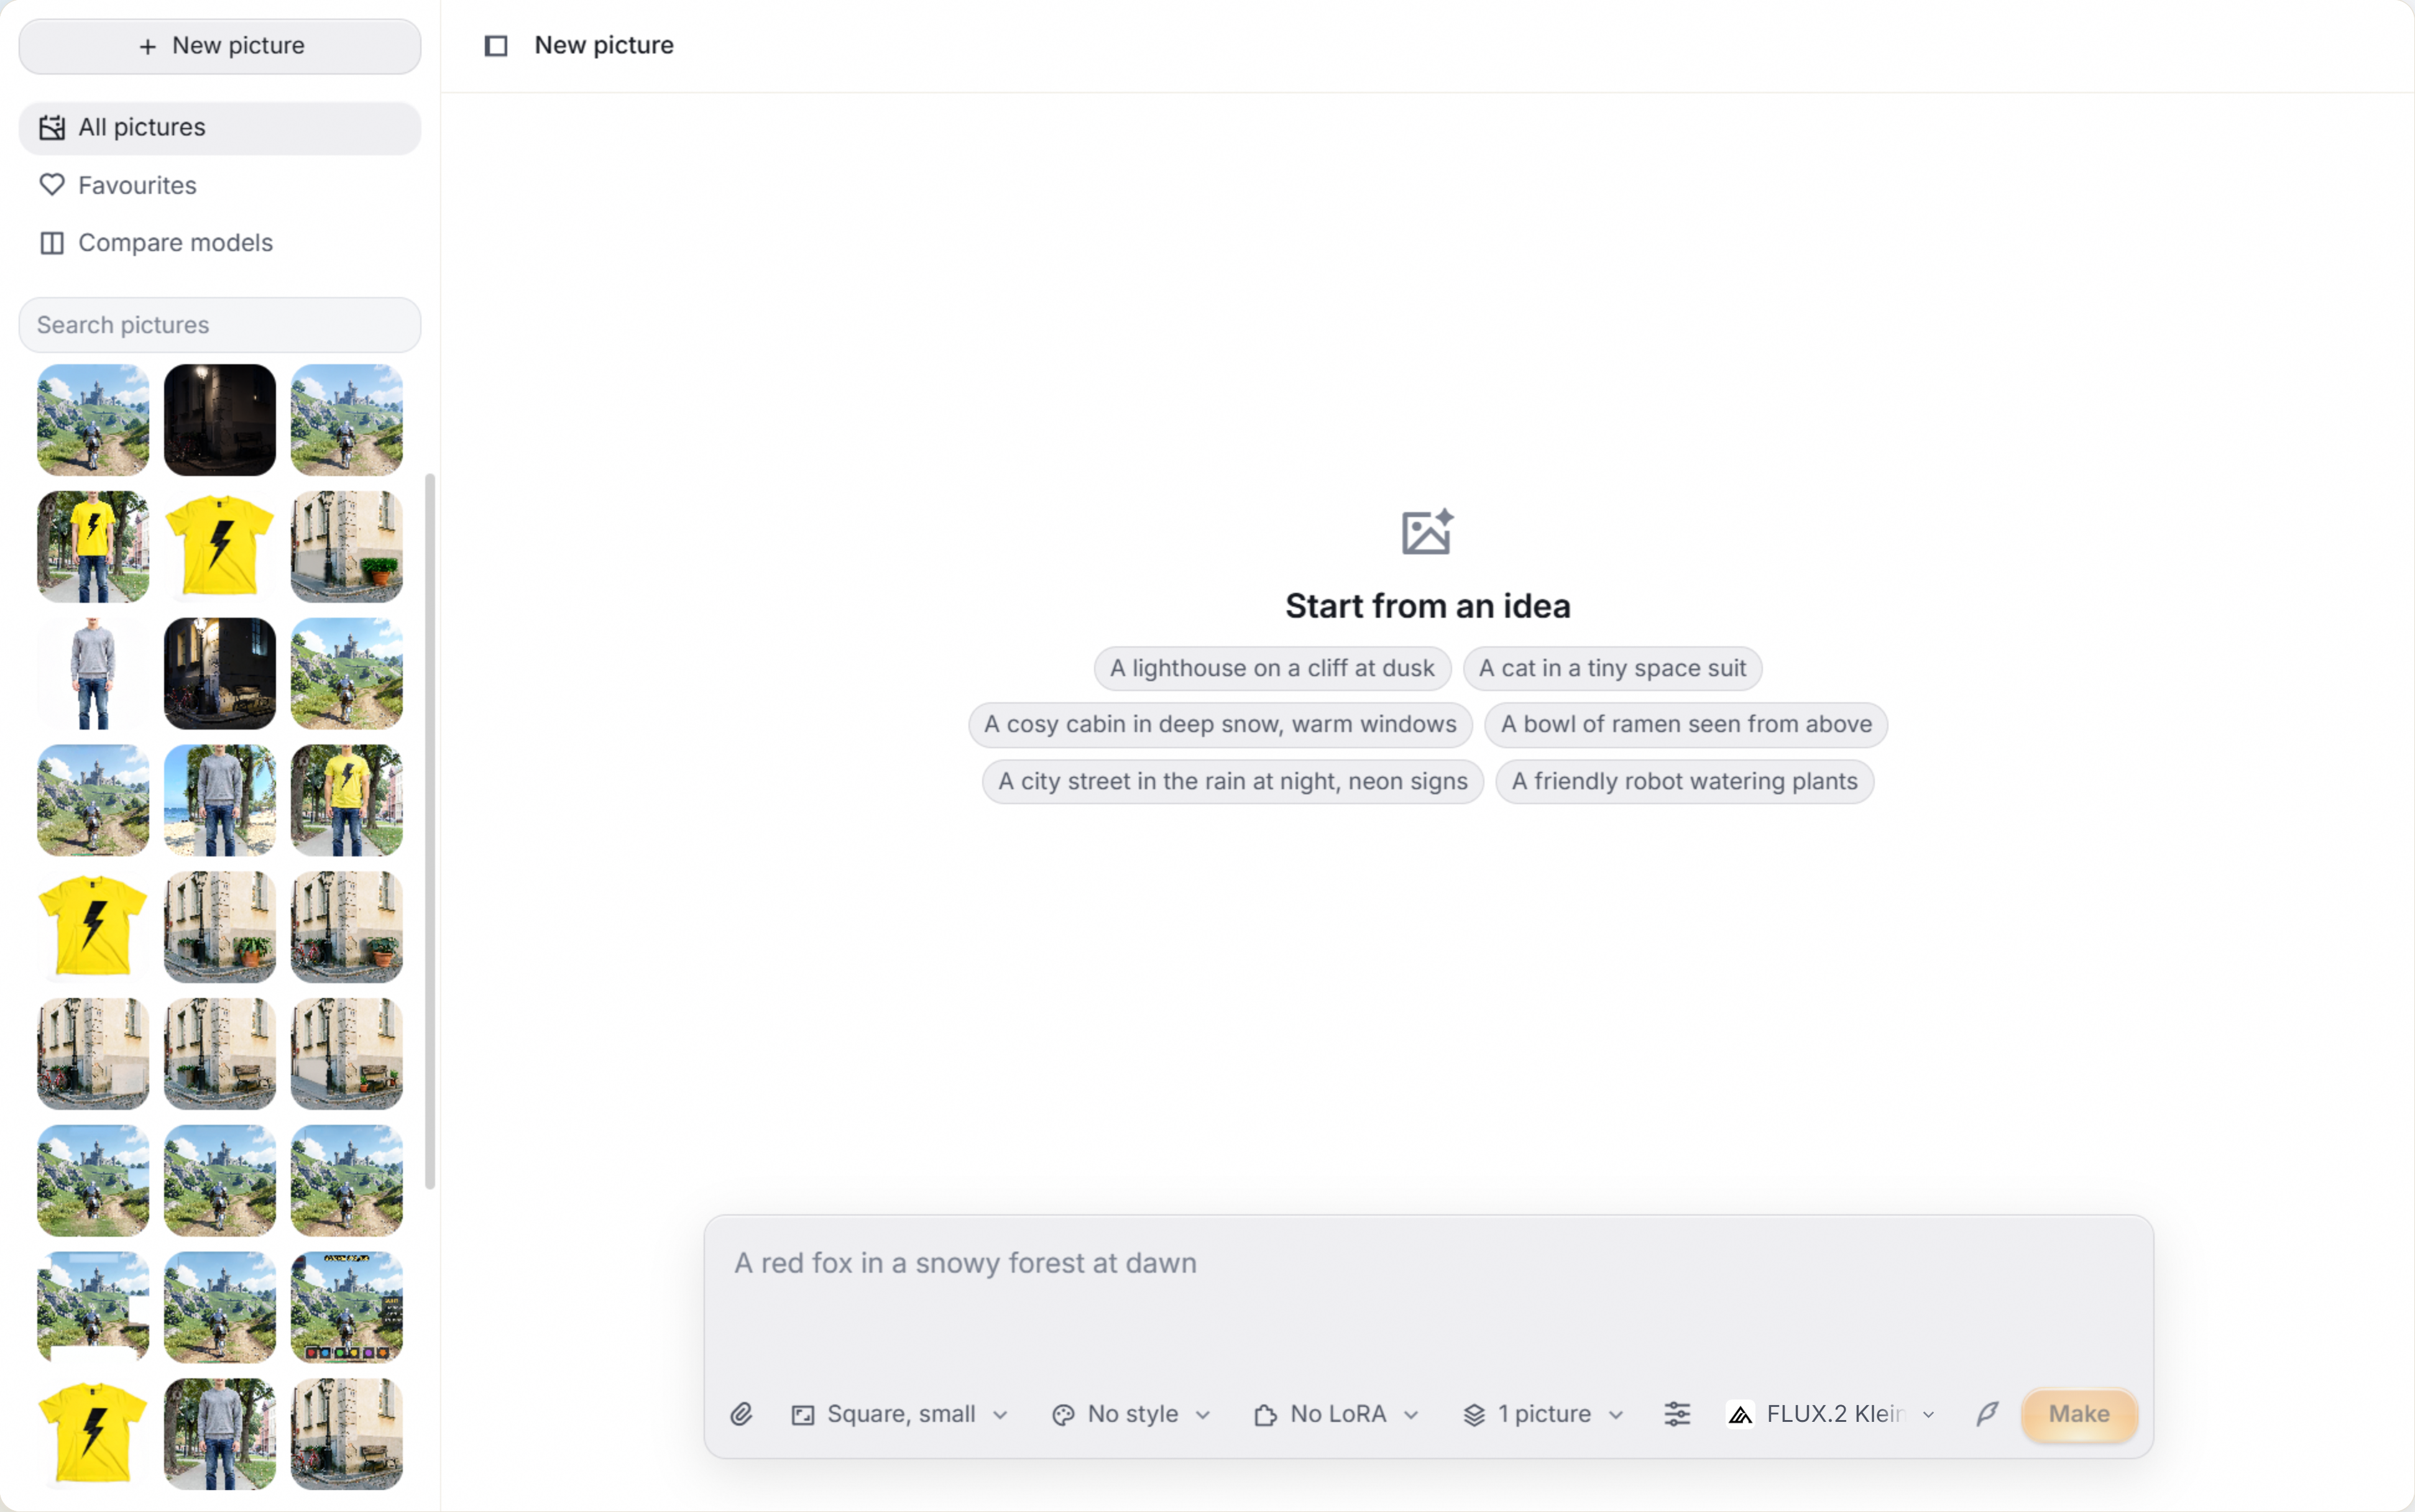 New picture
All pictures
Favourites
Compare models
Search pictures
New picture
Start from an idea
A lighthouse on a cliff at dusk
A cat in a tiny space suit
A cosy cabin in deep snow, warm windows
A bowl of ramen seen from above
A city street in the rain at night, neon signs
A friendly robot watering plants
A red fox in a snowy forest at dawn
Square, small
No style
No LoRA
1 picture
FLUX.2 Klein
Make